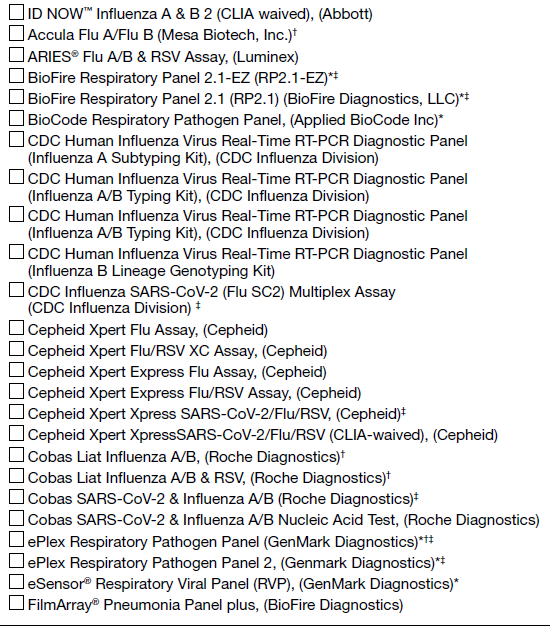 ID NOW™ Influenza A & B 2 (CLIA waived), (Abbott)
Accula Flu A/Flu B (Mesa Biotech, Inc.)†
ARIES® Flu A/B & RSV Assay, (Luminex)
BioFire Respiratory Panel 2.1-EZ (RP2.1-EZ)*‡
BioFire Respiratory Panel 2.1 (RP2.1) (BioFire Diagnostics, LLC)*‡
BioCode Respiratory Pathogen Panel, (Applied BioCode Inc)*
CDC Human Influenza Virus Real-Time RT-PCR Diagnostic Panel
(Influenza A Subtyping Kit), (CDC Influenza Division)
CDC Human Influenza Virus Real-Time RT-PCR Diagnostic Panel
(Influenza A/B Typing Kit), (CDC Influenza Division)
CDC Human Influenza Virus Real-Time RT-PCR Diagnostic Panel
(Influenza A/B Typing Kit), (CDC Influenza Division)
CDC Human Influenza Virus Real-Time RT-PCR Diagnostic Panel
(Influenza B Lineage Genotyping Kit)
CDC Influenza SARS-CoV-2 (Flu SC2) Multiplex Assay
(CDC Influenza Division) ‡
Cepheid Xpert Flu Assay, (Cepheid)
Cepheid Xpert Flu/RSV XC Assay, (Cepheid)
Cepheid Xpert Express Flu Assay, (Cepheid)
Cepheid Xpert Express Flu/RSV Assay, (Cepheid)
Cepheid Xpert Xpress SARS-CoV-2/Flu/RSV, (Cepheid)‡
Cepheid Xpert XpressSARS-CoV-2/Flu/RSV (CLIA-waived), (Cepheid)
Cobas Liat Influenza A/B, (Roche Diagnostics)†
Cobas Liat Influenza A/B & RSV, (Roche Diagnostics)†
Cobas SARS-CoV-2 & Influenza A/B (Roche Diagnostics)‡
Cobas SARS-CoV-2 & Influenza A/B Nucleic Acid Test, (Roche Diagnostics)
ePlex Respiratory Pathogen Panel (GenMark Diagnostics)*†‡
ePlex Respiratory Pathogen Panel 2, (Genmark Diagnostics)*‡
eSensor® Respiratory Viral Panel (RVP), (GenMark Diagnostics)*
FilmArray® Pneumonia Panel plus, (BioFire Diagnostics)